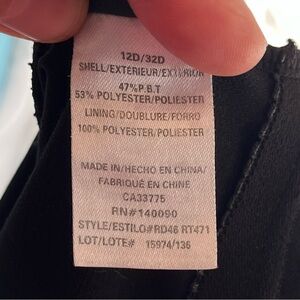 12D/32D
SHELL/EXTÉRIEUR/EXTERIOR
47%P.B.T
53% POLYESTER/POLIESTER
LINING/DOUBLURE/FORRO
100% POLYESTER/POLIESTER
MADE IN/HECHO EN CHINA/
FABRIQUÉ EN CHINE
CA33775
RN#140090
STYLE/ESTILO#RD46 RT471
LOT/LOTE# 15974/136